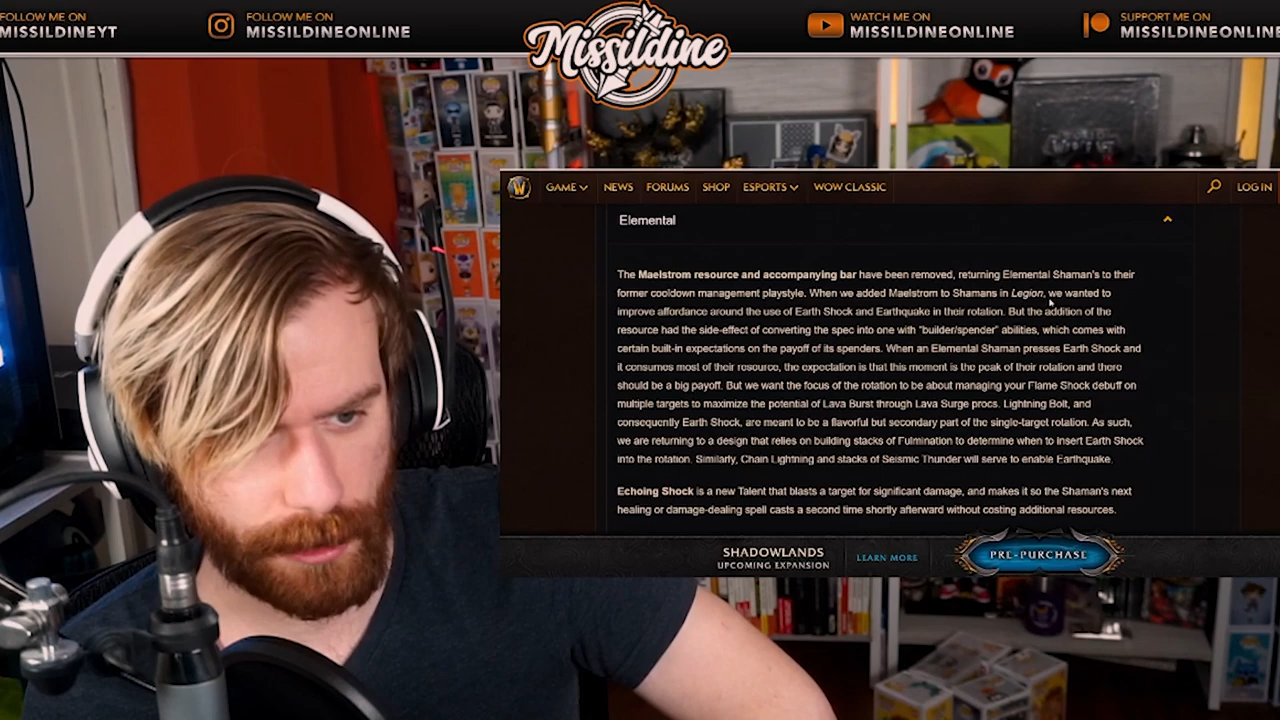 FOLLOW ME ON
MISSILDINEYT
FOLLOW ME ON
MISSILDINEONLINE
Missildine
WATCH ME ON
MISSILDINEONLINE
SUPPORT ME ON
MISSILDINEONLINE
W
GAME
NEWS
FORUMS
SHOP
ESPORTS
WOW CLASSIC
LOG IN
Elemental
The Maelstrom resource and accompanying bar have been removed, returning Elemental Shaman's to their
former cooldown management playstyle. When we added Maelstrom to Shamans in Legion, we wanted to
improve affordance around the use of Earth Shock and Earthquake in their rotation. But the addition of the
resource had the side-effect of converting the spec into one with "builder/spender" abilities, which comes with
certain built-in expectations on the payoff of its spenders. When an Elemental Shaman presses Earth Shock and
it consumes most of their resource, the expectation is that this moment is the peak of their rotation and there
should be a big payoff. But we want the focus of the rotation to be about managing your Flame Shock debuff on
multiple targets to maximize the potential of Lava Burst through Lava Surge procs. Lightning Bolt, and
consequently Earth Shock, are meant to be a flavorful but secondary part of the single-target rotation. As such,
we are returning to a design that relies on building stacks of Fulmination to determine when to insert Earth Shock
into the rotation. Similarly, Chain Lightning and stacks of Seismic Thunder will serve to enable Earthquake.
Echoing Shock is a new Talent that blasts a target for significant damage, and makes it so the Shaman's next
healing or damage-dealing spell casts a second time shortly afterward without costing additional resources.
SHADOWLANDS
UPCOMING EXPANSION
LEARN MORE
PRE-PURCHASE